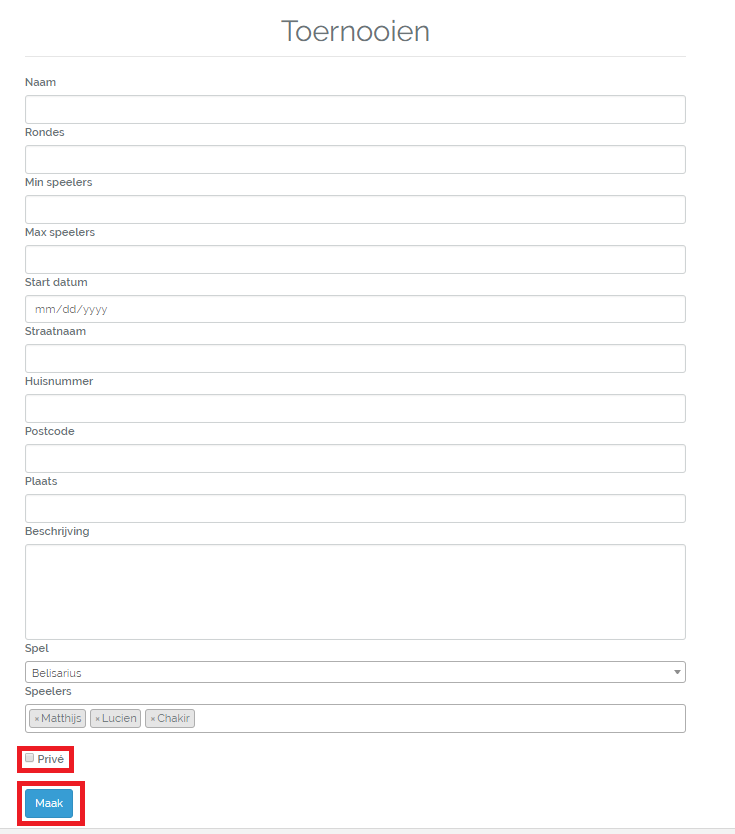 Toernooien
Naam
Rondes
Min speelers
Max speelers
Start datum
mm/dd/yyyy
Straatnaam
Huisnummer
Postcode
Plaats
Beschrijving
Spel
Belisarius
Speelers
×Matthijs ×Lucien ×Chakir
Privé
Maak